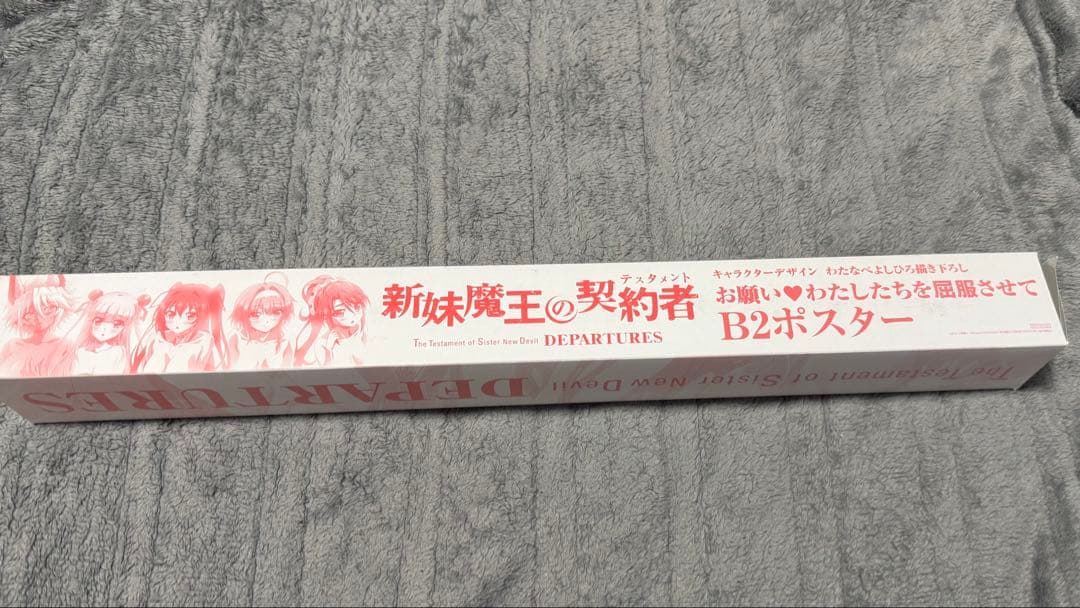 新妹魔王の契約者
テスタメント
The Testament of Sister New Devil DEPARTURES
キャラクターデザイン わたなべよしひろ描き下ろし
お願い♥わたしたちを屈服させて
B2ポスター
The Testament of Sister New Devil
DEPARTURES